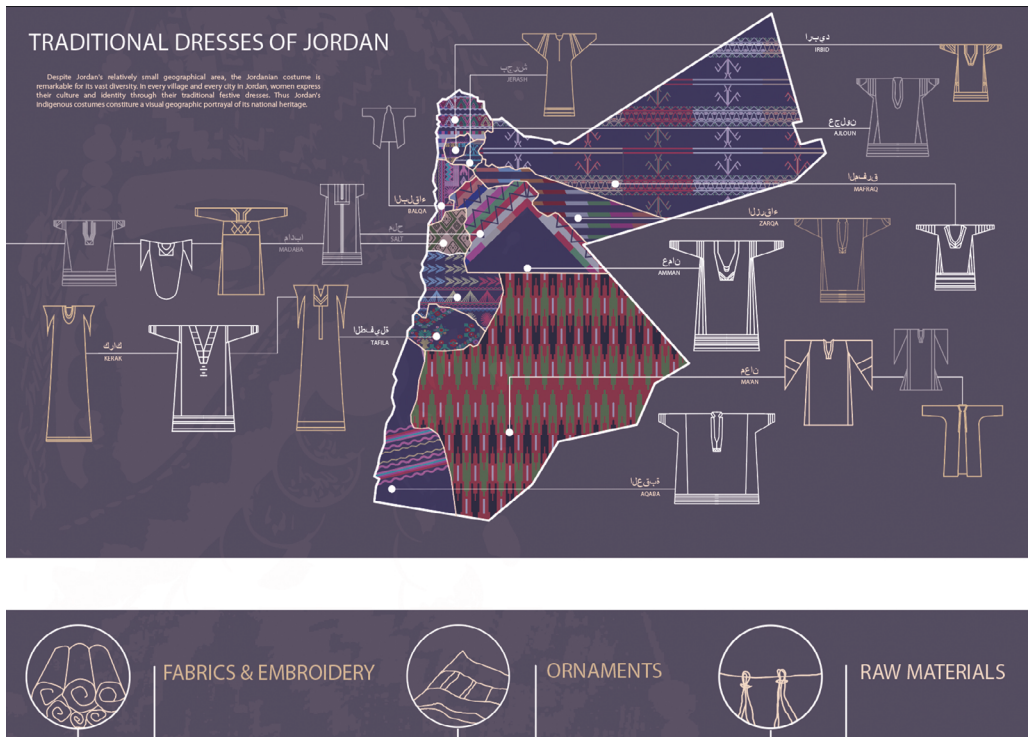 TRADITIONAL DRESSES OF JORDAN
Despite Jordan's relatively small geographical area, the Jordanian costume is
remarkable for its vast diversity. In every village and every city in Jordan, women express
their culture and identity through their traditional festive dresses. Thus Jordan's
indigenous costumes constitute a visual geographic portrayal of its national heritage.
اربيد
IRBID
JERASH
عجلون
AJLOUN
المفرق
MAFRAQ
البلقاء
BALQA
الزرقاء
ZARQA
SALT
مادبا
MADABA
عمان
AMMAN
الطفيلة
TAFILA
كراك
KERAK
معان
MA'AN
العقبة
AQABA
FABRICS & EMBROIDERY
ORNAMENTS
RAW MATERIALS